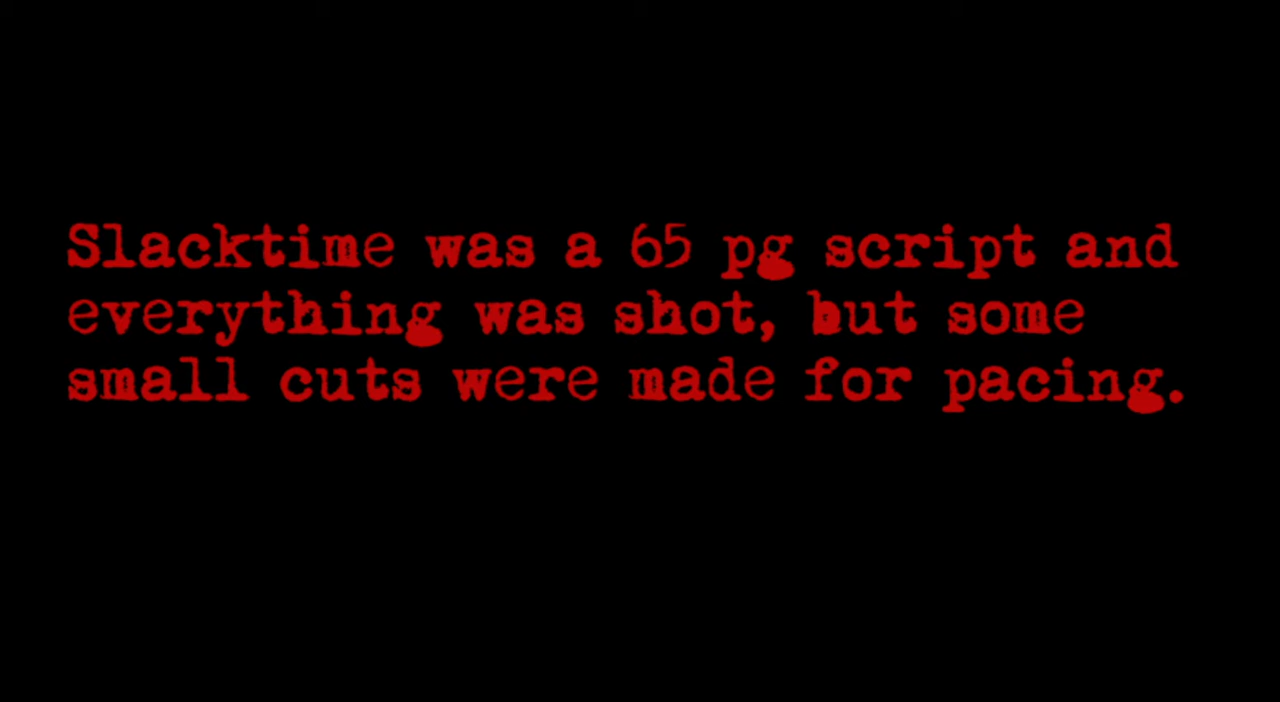 Slacktime was a 65 pg script and
everything was shot, but some
small cuts were made for pacing.